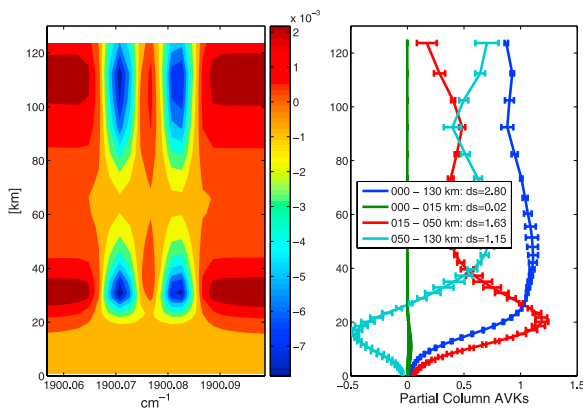 x 10⁻³
120
100
80
60
40
20
0
[km]
1900.06 1900.07 1900.08 1900.09
cm⁻¹
2
1
0
−1
−2
−3
−4
−5
−6
−7
120
100
80
60
40
20
0
000 − 130 km: ds=2.80
000 − 015 km: ds=0.02
015 − 050 km: ds=1.63
050 − 130 km: ds=1.15
−0.5 0 0.5 1 1.5
Partial Column AVKs